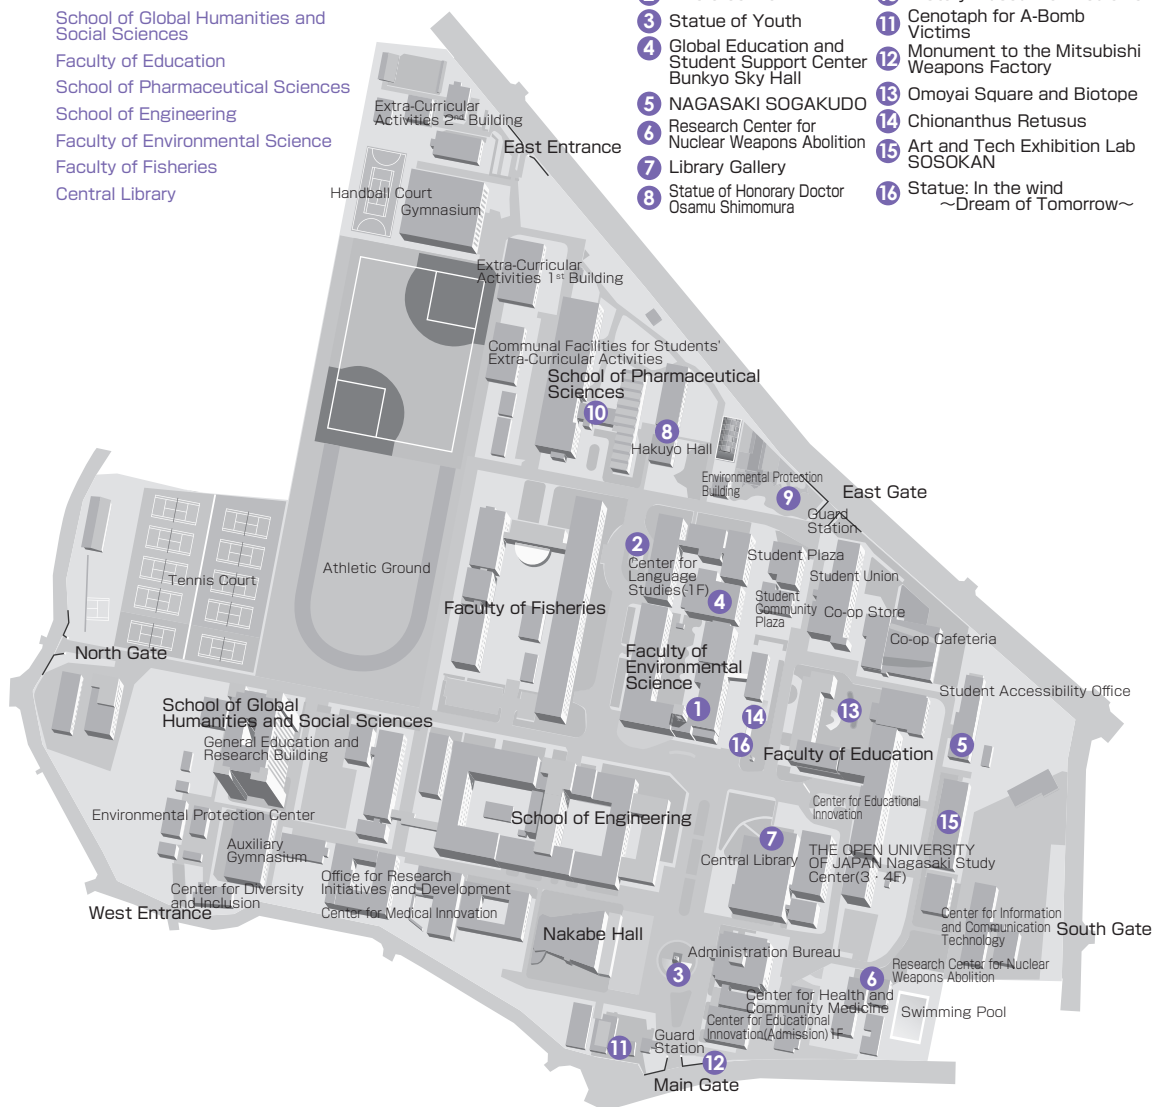 School of Global Humanities and
Social Sciences
Faculty of Education
School of Pharmaceutical Sciences
School of Engineering
Faculty of Environmental Science
Faculty of Fisheries
Central Library
3 Statue of Youth
4 Global Education and
Student Support Center
Bunkyo Sky Hall
5 NAGASAKI SOGAKUDO
6 Research Center for
Nuclear Weapons Abolition
7 Library Gallery
8 Statue of Honorary Doctor
Osamu Shimomura
11 Cenotaph for A-Bomb
Victims
12 Monument to the Mitsubishi
Weapons Factory
13 Omoyai Square and Biotope
14 Chionanthus Retusus
15 Art and Tech Exhibition Lab
SOSOKAN
16 Statue: In the wind
～Dream of Tomorrow～
Extra-Curricular
Activities 2nd Building
East Entrance
Handball Court
Gymnasium
Extra-Curricular
Activities 1st Building
Communal Facilities for Students'
Extra-Curricular Activities
School of Pharmaceutical
Sciences
10
8
Hakuyo Hall
Environmental Protection
Building
9
East Gate
Guard
Station
2
Center for
Language
Studies(-1F)
4
Student Plaza
Student Union
Student
Community
Plaza
Co-op Store
Co-op Cafeteria
Tennis Court
Athletic Ground
Faculty of Fisheries
Faculty of
Environmental
Science
North Gate
Student Accessibility Office
School of Global
Humanities and Social Sciences
General Education and
Research Building
1
14
13
16
5
Faculty of Education
Environmental Protection Center
School of Engineering
Center for Educational
Innovation
15
7
Central Library
THE OPEN UNIVERSITY
OF JAPAN Nagasaki Study
Center(3・4F)
Auxiliary
Gymnasium
Center for Diversity
and Inclusion
Office for Research
Initiatives and Development
Center for Medical Innovation
West Entrance
Nakabe Hall
Center for Information
and Communication
Technology
South Gate
Administration Bureau
3
Research Center for Nuclear
Weapons Abolition
6
Center for Health and
Community Medicine
Swimming Pool
Center for Educational
Innovation(Admission)1F
Guard
Station
11
12
Main Gate